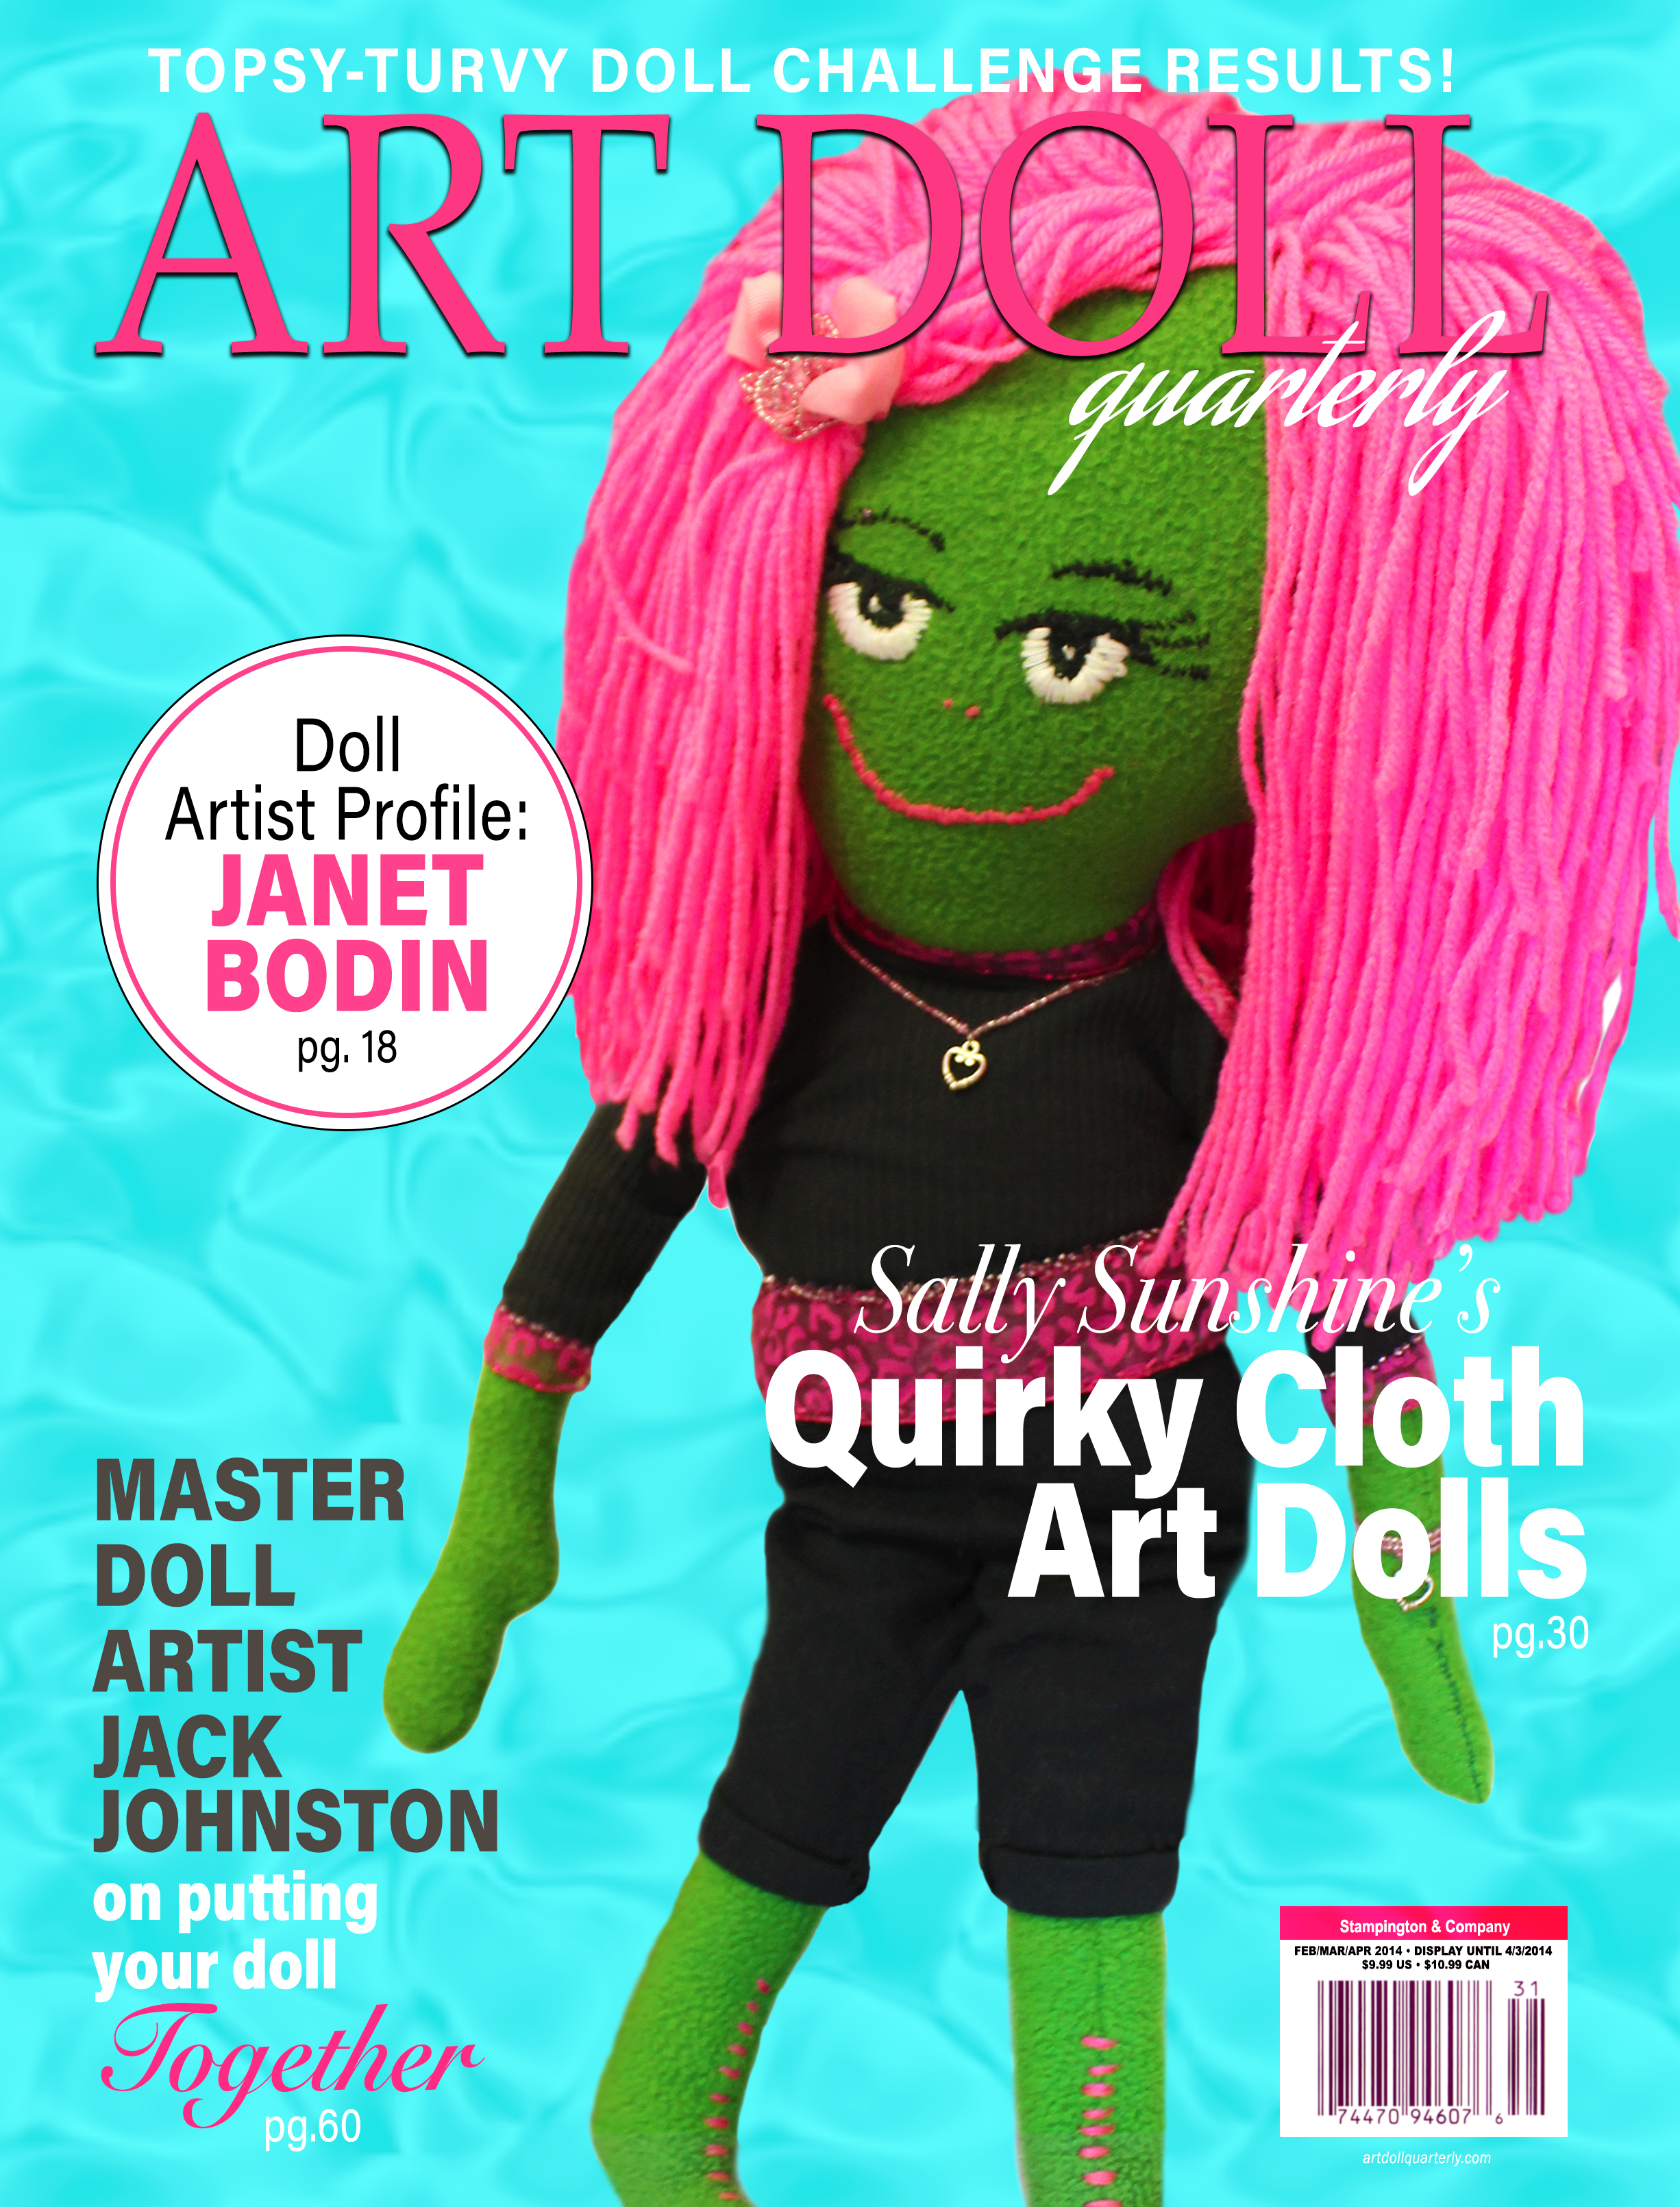 TOPSY-TURVY DOLL CHALLENGE RESULTS!
ART DOLL
quarterly
Doll
Artist Profile:
JANET
BODIN
pg. 18
Sally Sunshine's
Quirky Cloth
Art Dolls
pg.30
MASTER
DOLL
ARTIST
JACK
JOHNSTON
on putting
your doll
Together
pg.60
Stampington & Company
FEB/MAR/APR 2014 • DISPLAY UNTIL 4/3/2014
$9.99 US • $10.99 CAN
31
74470 94607 6
artdollquarterly.com